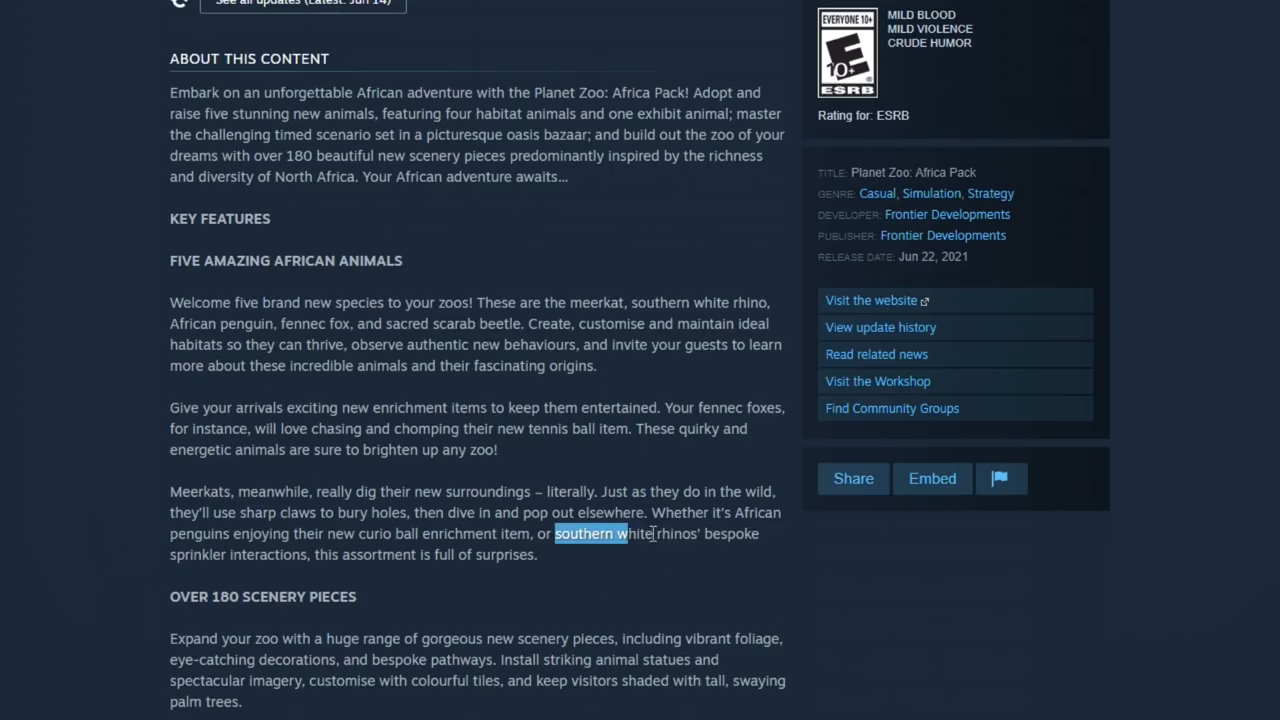 See all updates (Latest: Jun 14)
ABOUT THIS CONTENT
Embark on an unforgettable African adventure with the Planet Zoo: Africa Pack! Adopt and
raise five stunning new animals, featuring four habitat animals and one exhibit animal; master
the challenging timed scenario set in a picturesque oasis bazaar; and build out the zoo of your
dreams with over 180 beautiful new scenery pieces predominantly inspired by the richness
and diversity of North Africa. Your African adventure awaits...
KEY FEATURES
FIVE AMAZING AFRICAN ANIMALS
Welcome five brand new species to your zoos! These are the meerkat, southern white rhino,
African penguin, fennec fox, and sacred scarab beetle. Create, customise and maintain ideal
habitats so they can thrive, observe authentic new behaviours, and invite your guests to learn
more about these incredible animals and their fascinating origins.
Give your arrivals exciting new enrichment items to keep them entertained. Your fennec foxes,
for instance, will love chasing and chomping their new tennis ball item. These quirky and
energetic animals are sure to brighten up any zoo!
Meerkats, meanwhile, really dig their new surroundings – literally. Just as they do in the wild,
they’ll use sharp claws to bury holes, then dive in and pop out elsewhere. Whether it’s African
penguins enjoying their new curio ball enrichment item, or southern white rhinos’ bespoke
sprinkler interactions, this assortment is full of surprises.
OVER 180 SCENERY PIECES
Expand your zoo with a huge range of gorgeous new scenery pieces, including vibrant foliage,
eye-catching decorations, and bespoke pathways. Install striking animal statues and
spectacular imagery, customise with colourful tiles, and keep visitors shaded with tall, swaying
palm trees.
EVERYONE 10+
E
10+
ESRB
MILD BLOOD
MILD VIOLENCE
CRUDE HUMOR
Rating for: ESRB
TITLE: Planet Zoo: Africa Pack
GENRE: Casual, Simulation, Strategy
DEVELOPER: Frontier Developments
PUBLISHER: Frontier Developments
RELEASE DATE: Jun 22, 2021
Visit the website
View update history
Read related news
Visit the Workshop
Find Community Groups
Share
Embed